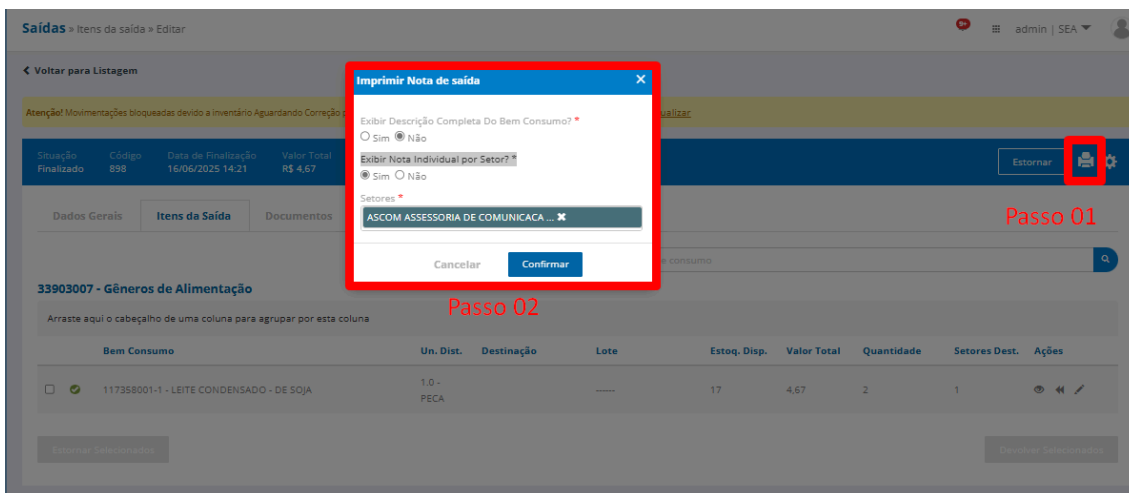 Saídas » Itens da saída » Editar
admin | SEA
Voltar para Listagem
Imprimir Nota de saída
Atenção! Movimentações bloqueadas devido a inventário Aguardando Correção
ualizar
Exibir Descrição Completa Do Bem Consumo? *
Sim Não
Exibir Nota Individual por Setor? *
Sim Não
Setores *
ASCOM ASSESSORIA DE COMUNICACA ...
Cancelar Confirmar
Situação Código Data de Finalização Valor Total
Finalizado 898 16/06/2025 14:21 R$ 4,67
Estornar
Passo 01
Dados Gerais Itens da Saída Documentos
e consumo
Passo 02
33903007 - Gêneros de Alimentação
Arraste aqui o cabeçalho de uma coluna para agrupar por esta coluna
Bem Consumo Un. Dist. Destinação Lote Estoq. Disp. Valor Total Quantidade Setores Dest. Ações
117358001-1 - LEITE CONDENSADO - DE SOJA 1.0 - PECA ------ 17 4,67 2 1
Estornar Selecionados
Devolver Selecionados